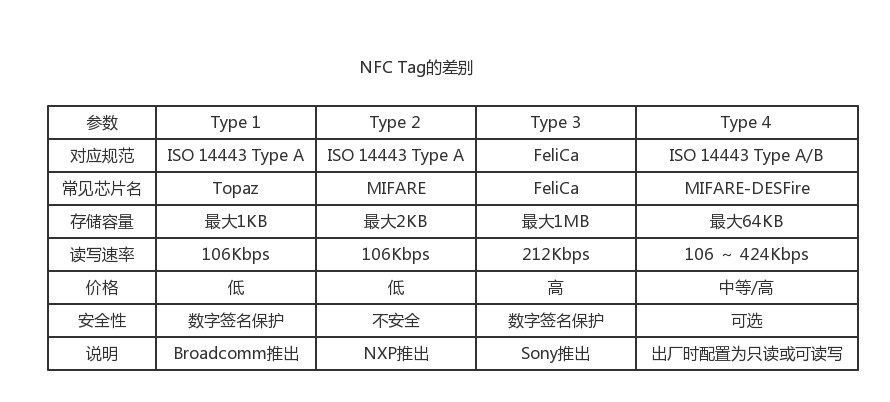 NFC Tag的差别
参数 Type 1 Type 2 Type 3 Type 4
对应规范 ISO 14443 Type A ISO 14443 Type A FeliCa ISO 14443 Type A/B
常见芯片名 Topaz MIFARE FeliCa MIFARE-DESFire
存储容量 最大1KB 最大2KB 最大1MB 最大64KB
读写速率 106Kbps 106Kbps 212Kbps 106 ~ 424Kbps
价格 低 低 高 中等/高
安全性 数字签名保护 不安全 数字签名保护 可选
说明 Broadcomm推出 NXP推出 Sony推出 出厂时配置为只读或可读写